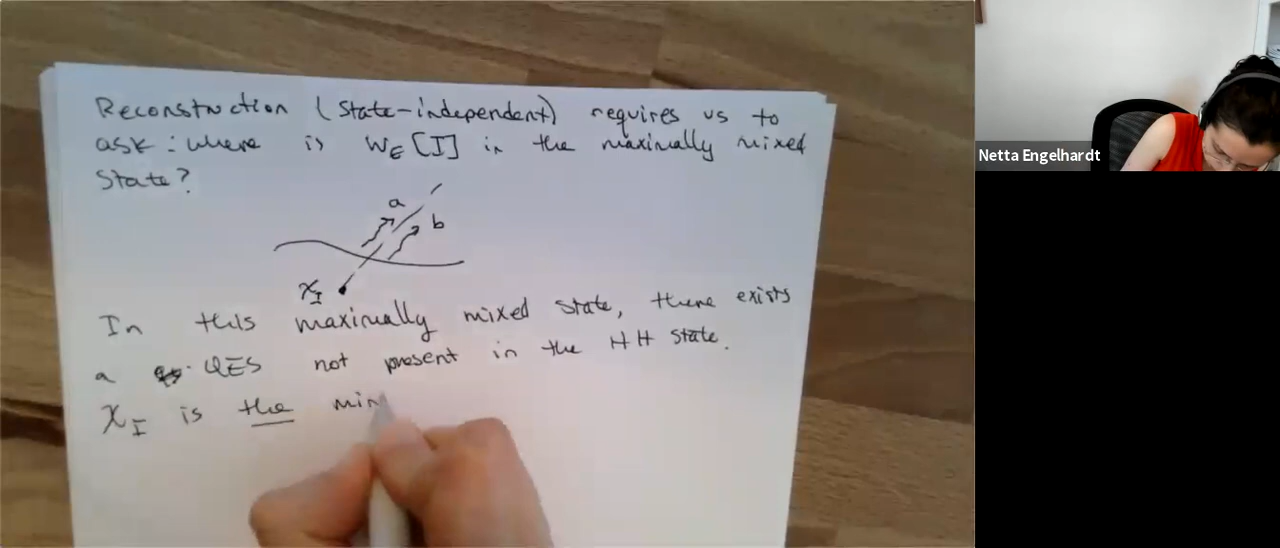 Reconstruction (state-independent) requires us to
ask: where is W_E[I] in the maximally mixed
state?
a
b
χ_I
In this maximally mixed state, there exists
a QES not present in the HH state.
χ_I is the min
Netta Engelhardt